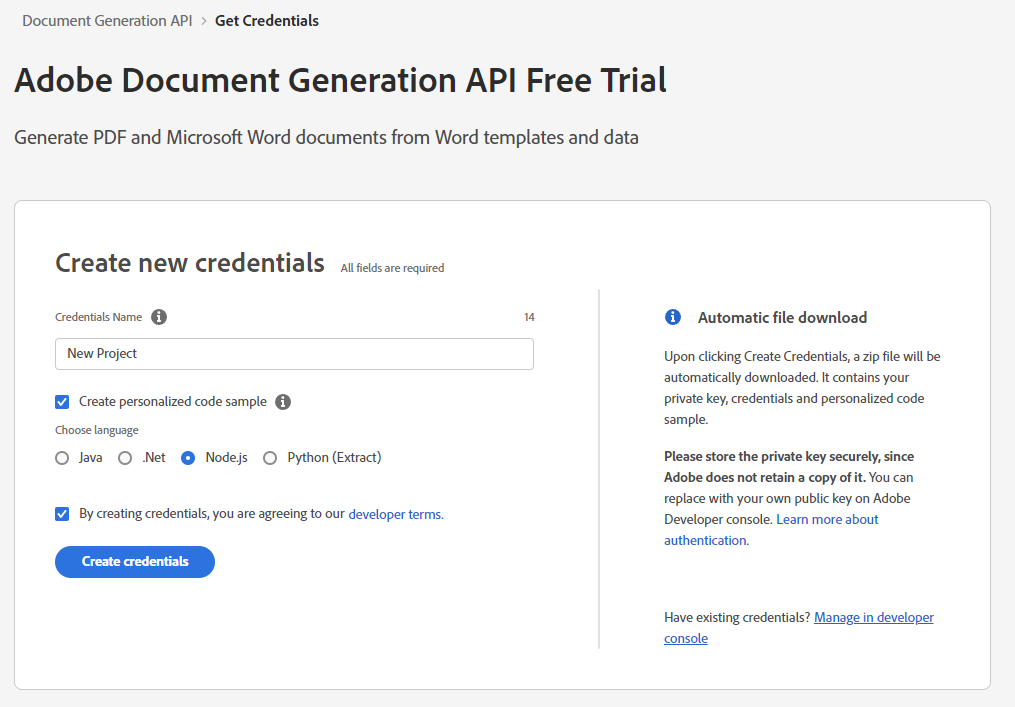 Document Generation API > Get Credentials
Adobe Document Generation API Free Trial
Generate PDF and Microsoft Word documents from Word templates and data
Create new credentials All fields are required
Credentials Name 14
New Project
Create personalized code sample
Choose language
Java .Net Node.js Python (Extract)
By creating credentials, you are agreeing to our developer terms.
Create credentials
Automatic file download
Upon clicking Create Credentials, a zip file will be
automatically downloaded. It contains your
private key, credentials and personalized code
sample.
Please store the private key securely, since
Adobe does not retain a copy of it. You can
replace with your own public key on Adobe
Developer console. Learn more about
authentication.
Have existing credentials? Manage in developer
console